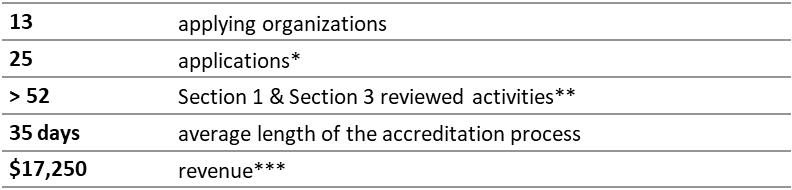 13 applying organizations
25 applications*
> 52 Section 1 & Section 3 reviewed activities**
35 days average length of the accreditation process
$17,250 revenue***